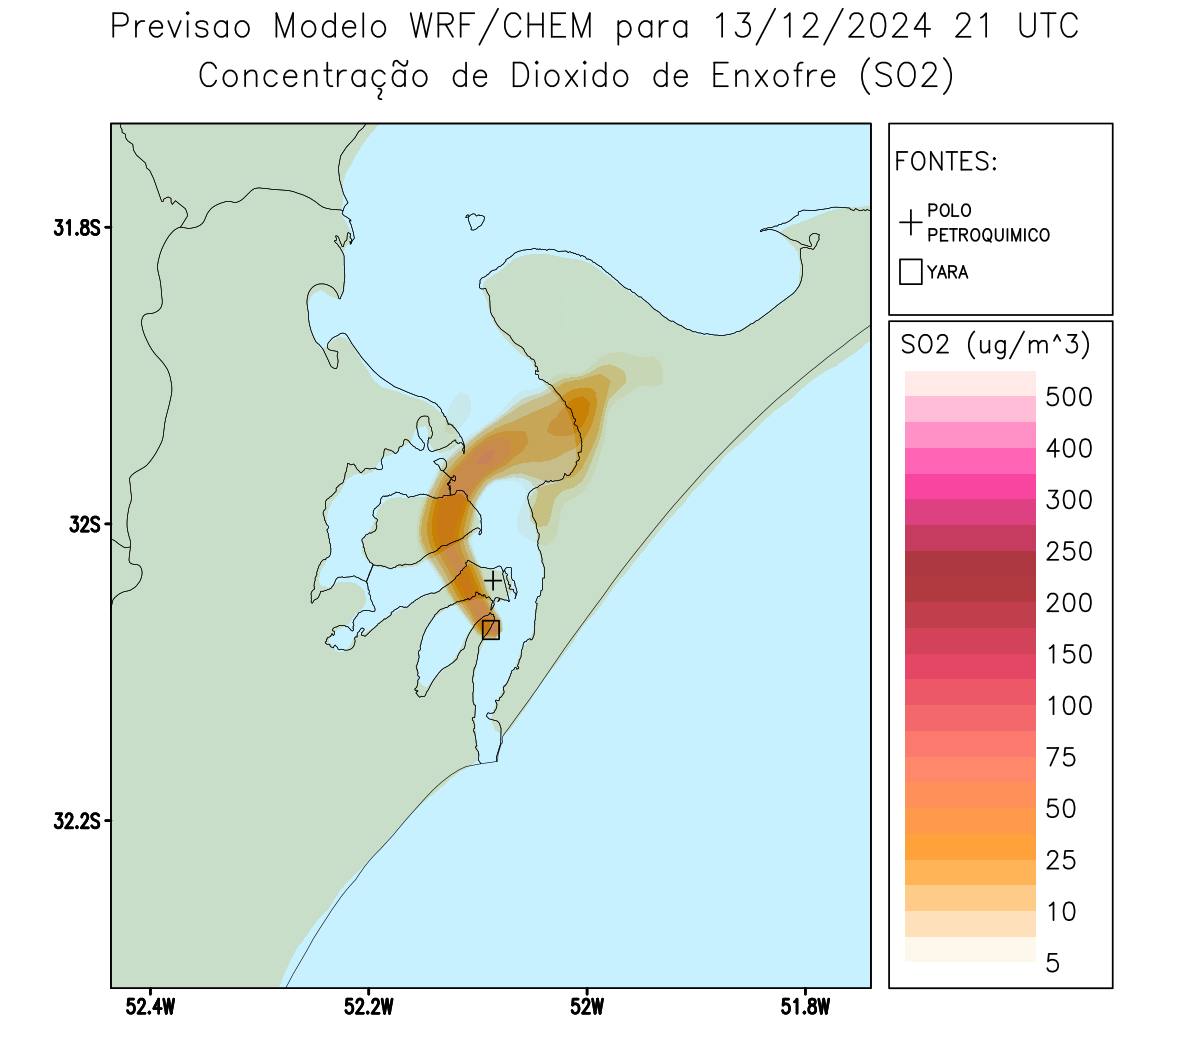 Previsao Modelo WRF/CHEM para 13/12/2024 21 UTC
Concentração de Dioxido de Enxofre (SO2)
FONTES:
POLO
PETROQUIMICO
YARA
SO2 (ug/m^3)
500
400
300
250
200
150
100
75
50
25
10
5
31.8S
32S
32.2S
52.4W
52.2W
52W
51.8W